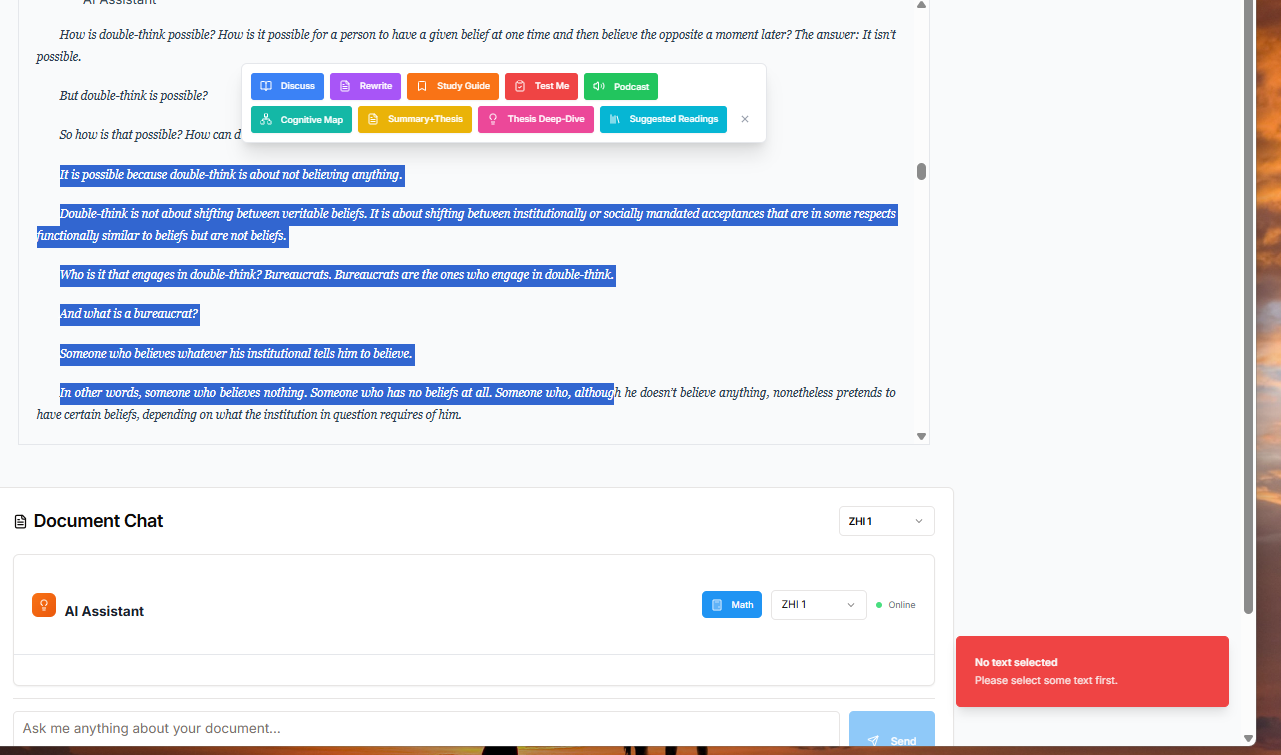 AI Assistant
How is double-think possible? How is it possible for a person to have a given belief at one time and then believe the opposite a moment later? The answer: It isn't
possible.
Discuss Rewrite Study Guide Test Me Podcast
But double-think is possible?
Cognitive Map Summary+Thesis Thesis Deep-Dive Suggested Readings ×
So how is that possible? How can d
It is possible because double-think is about not believing anything.
Double-think is not about shifting between veritable beliefs. It is about shifting between institutionally or socially mandated acceptances that are in some respects
functionally similar to beliefs but are not beliefs.
Who is it that engages in double-think? Bureaucrats. Bureaucrats are the ones who engage in double-think.
And what is a bureaucrat?
Someone who believes whatever his institutional tells him to believe.
In other words, someone who believes nothing. Someone who has no beliefs at all. Someone who, although he doesn't believe anything, nonetheless pretends to
have certain beliefs, depending on what the institution in question requires of him.
Document Chat
ZHI 1
AI Assistant
Math
ZHI 1
Online
No text selected
Please select some text first.
Ask me anything about your document...
Send